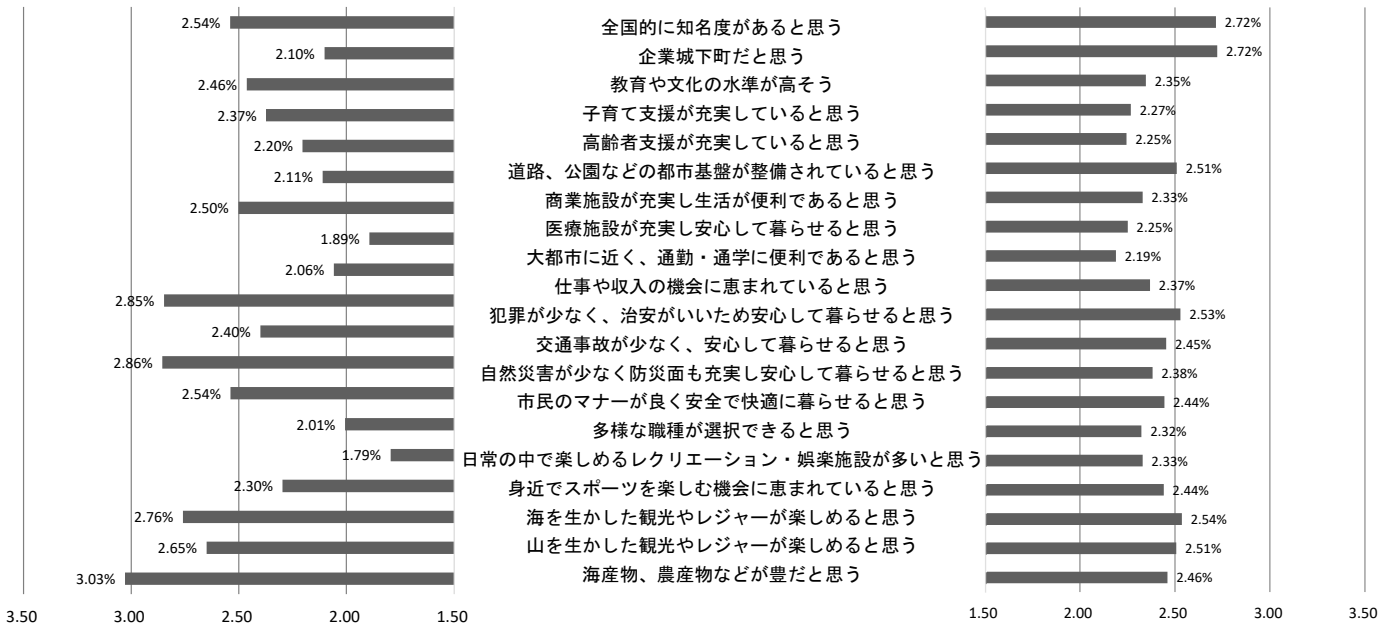 2.54% 全国的に知名度があると思う 2.72%
2.10% 企業城下町だと思う 2.72%
2.46% 教育や文化の水準が高そう 2.35%
2.37% 子育て支援が充実していると思う 2.27%
2.20% 高齢者支援が充実していると思う 2.25%
2.11% 道路、公園などの都市基盤が整備されていると思う 2.51%
2.50% 商業施設が充実し生活が便利であると思う 2.33%
1.89% 医療施設が充実し安心して暮らせると思う 2.25%
2.06% 大都市に近く、通勤・通学に便利であると思う 2.19%
2.85% 仕事や収入の機会に恵まれていると思う 2.37%
2.40% 犯罪が少なく、治安がいいため安心して暮らせると思う 2.53%
2.86% 交通事故が少なく、安心して暮らせると思う 2.45%
2.54% 自然災害が少なく防災面も充実し安心して暮らせると思う 2.38%
2.01% 市民のマナーが良く安全で快適に暮らせると思う 2.44%
1.79% 多様な職種が選択できると思う 2.32%
2.30% 日常の中で楽しめるレクリエーション・娯楽施設が多いと思う 2.33%
2.76% 身近でスポーツを楽しむ機会に恵まれていると思う 2.44%
2.65% 海を生かした観光やレジャーが楽しめると思う 2.54%
3.03% 山を生かした観光やレジャーが楽しめると思う 2.51%
海産物、農産物などが豊だと思う 2.46%
3.50 3.00 2.50 2.00 1.50 1.50 2.00 2.50 3.00 3.50